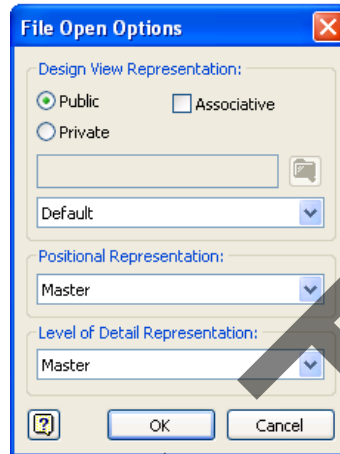 File Open Options
Design View Representation:
Public
Associative
Private
Default
Positional Representation:
Master
Level of Detail Representation:
Master
?
OK
Cancel